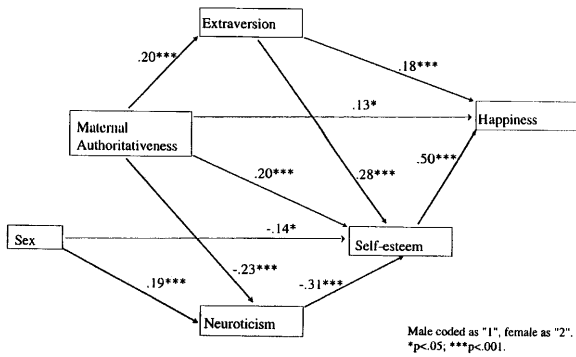 Extraversion
.20***
.18***
.13*
Happiness
Maternal
Authoritativeness
.50***
.20***
.28***
-.14*
Sex
Self-esteem
-.23***
.19***
-.31***
Neuroticism
Male coded as "1", female as "2".
*p<.05; ***p<.001.